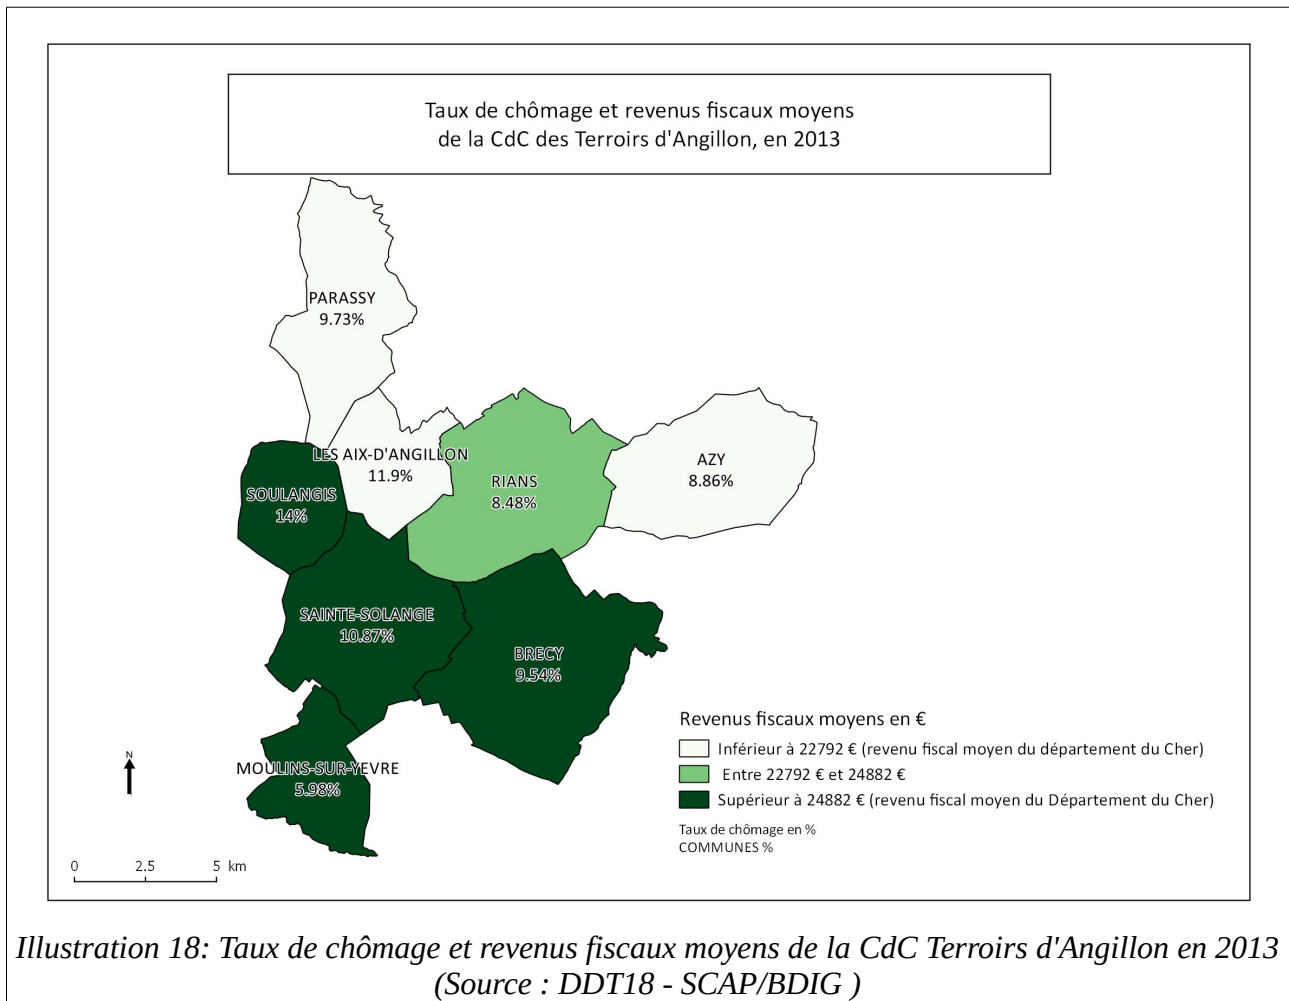 Taux de chômage et revenus fiscaux moyens
de la CdC des Terroirs d'Angillon, en 2013
PARASSY
9.73%
LES AIX-D'ANGILLON
11.9%
RIANS
8.48%
AZY
8.86%
SOULANGIS
14%
SAINTE-SOLANGE
10.87%
BRECY
9.54%
MOULINS-SUR-YEVRE
5.98%
N
0 2.5 5 km
Revenus fiscaux moyens en €
Inférieur à 22792 € (revenu fiscal moyen du département du Cher)
Entre 22792 € et 24882 €
Supérieur à 24882 € (revenu fiscal moyen du Département du Cher)
Taux de chômage en %
COMMUNES %
Illustration 18: Taux de chômage et revenus fiscaux moyens de la CdC Terroirs d'Angillon en 2013
(Source : DDT18 - SCAP/BDIG )